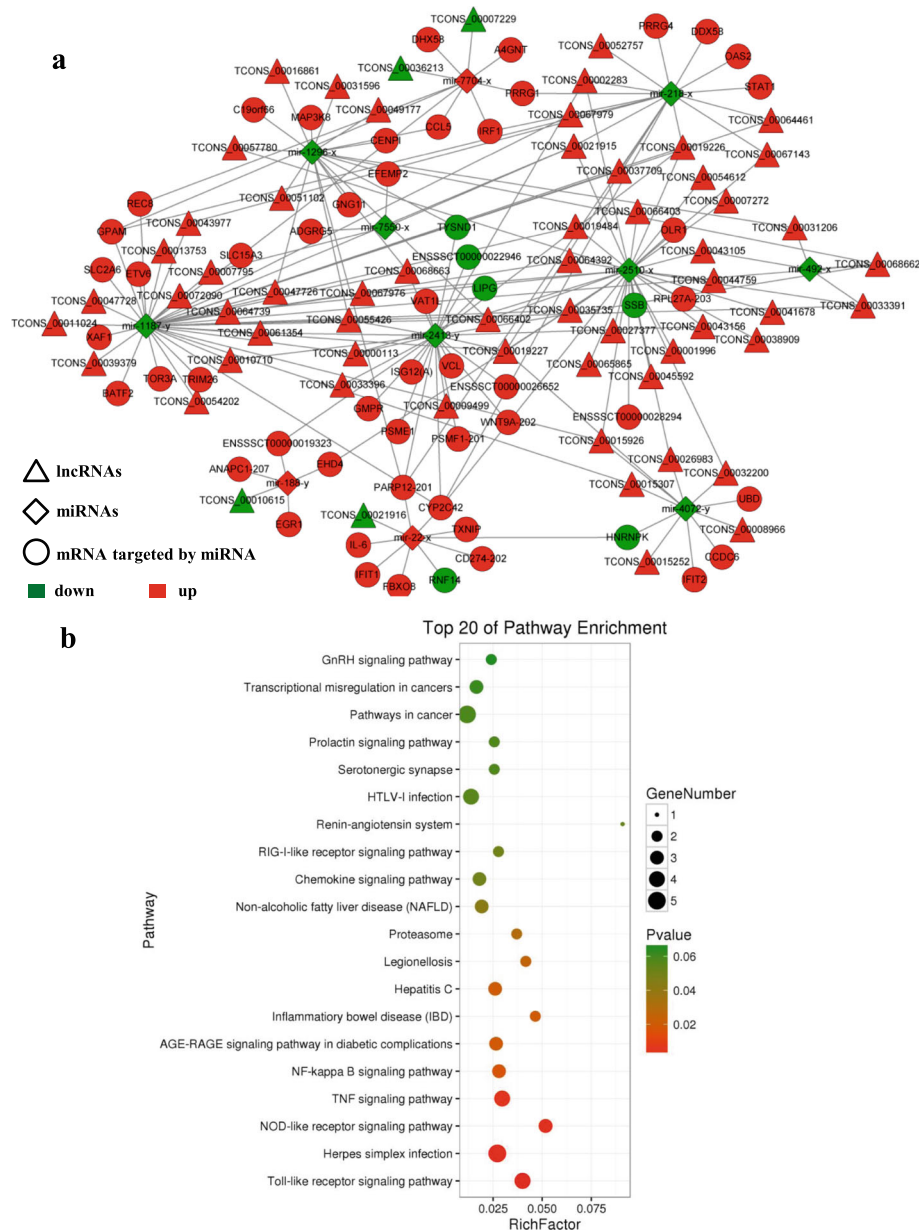 a
TCONS_00007229
DHX58
A4GNT
TCONS_00036213
mir-7704-x
PRRG1
TCONS_00016861
TCONS_00031596
C19orf66
MAP3K8
TCONS_00049177
CCL5
IRF1
CENPI
TCONS_00057780
mir-1296-x
EFEMP2
PRRG4
DDX58
TCONS_00052757
OAS2
TCONS_00002283
mir-218-x
STAT1
TCONS_00067979
TCONS_00064461
TCONS_00021915
TCONS_00019226
TCONS_00067143
TCONS_00037709
TCONS_00054612
TCONS_00051102
GNG11
REC8
TCONS_00043977
GPAM
ADGRG5
mir-7550-x
TYSND1
TCONS_00019484
TCONS_00066403
TCONS_00007272
OLR1
TCONS_00031206
TCONS_00013753
SLC15A3
SLC2A6
ETV6
TCONS_00007795
ENSSSCT00000022946
TCONS_00064392
TCONS_00043105
mir-2510-x
mir-492-x
TCONS_00068662
TCONS_00068663
TCONS_00047728
TCONS_00072090
TCONS_00047726
TCONS_00067976
LIPG
VAT1L
TCONS_00044759
SSB
RPL27A-203
TCONS_00033391
TCONS_00011024
mir-1187-y
TCONS_00064739
TCONS_00055426
TCONS_00066402
TCONS_00035735
TCONS_00041678
TCONS_00043156
TCONS_00061354
mir-2413-y
TCONS_00027377
TCONS_00038909
XAF1
TCONS_00039379
TCONS_00010710
TCONS_00000113
TCONS_00019227
TCONS_00001996
TCONS_00065865
BATF2
TOR3A
TRIM26
TCONS_00054202
TCONS_00033396
ISG12(A)
VCL
ENSSSCT00000026652
TCONS_00045592
GMPR
TCONS_00009499
WNT9A-202
ENSSSCT00000028294
PSME1
PSMF1-201
TCONS_00015926
ENSSSCT00000019323
EHD4
TCONS_00026983
TCONS_00032200
ANAPC1-207
mir-188-y
PARP12-201
TCONS_00015307
TCONS_00010615
EGR1
TCONS_00021916
CYP2C42
mir-4072-y
UBD
TXNIP
IL-6
mir-22-x
CD274-202
HNRNPK
TCONS_00008966
CCDC6
IFIT1
FBXO8
RNF14
TCONS_00015252
IFIT2
lncRNAs
miRNAs
mRNA targeted by miRNA
down up
b
Top 20 of Pathway Enrichment
GnRH signaling pathway
Transcriptional misregulation in cancers
Pathways in cancer
Prolactin signaling pathway
Serotonergic synapse
HTLV-I infection
Renin-angiotensin system
RIG-I-like receptor signaling pathway
Chemokine signaling pathway
Non-alcoholic fatty liver disease (NAFLD)
Proteasome
Legionellosis
Hepatitis C
Inflammatory bowel disease (IBD)
AGE-RAGE signaling pathway in diabetic complications
NF-kappa B signaling pathway
TNF signaling pathway
NOD-like receptor signaling pathway
Herpes simplex infection
Toll-like receptor signaling pathway
Pathway
0.025 0.050 0.075
RichFactor
GeneNumber
1
2
3
4
5
Pvalue
0.06
0.04
0.02